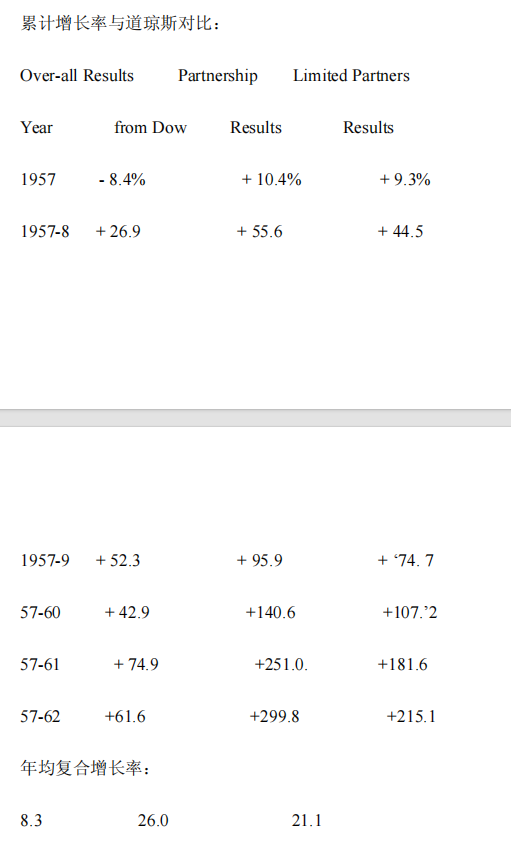 累计增长率与道琼斯对比：
Over-all Results Partnership Limited Partners
Year from Dow Results Results
1957 - 8.4% + 10.4% + 9.3%
1957-8 + 26.9 + 55.6 + 44.5
1957-9 + 52.3 + 95.9 + ‘74. 7
57-60 + 42.9 +140.6 +107.’2
57-61 + 74.9 +251.0. +181.6
57-62 +61.6 +299.8 +215.1
年均复合增长率：
8.3 26.0 21.1